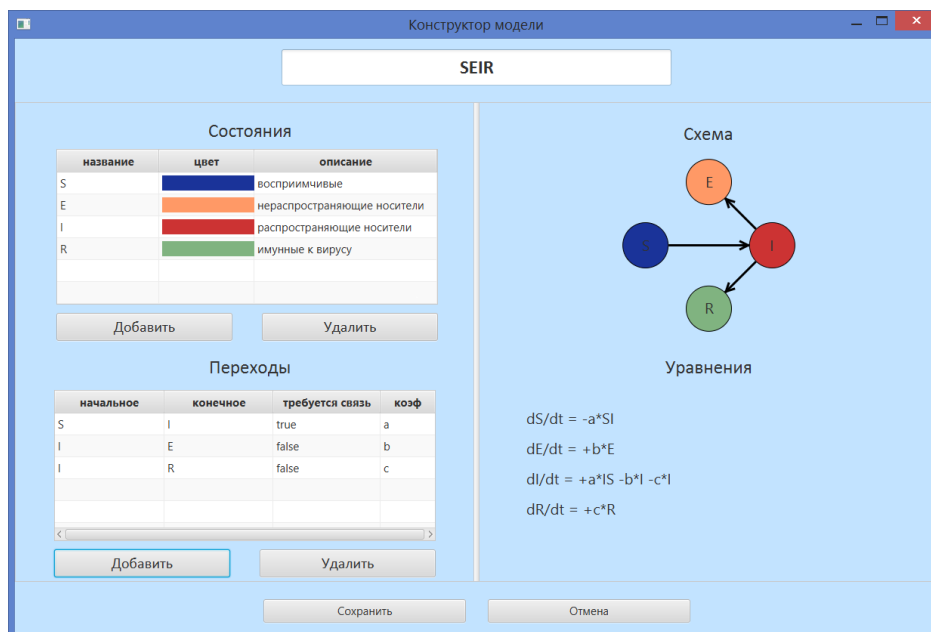 Конструктор модели
SEIR
Состояния
название цвет описание
S восприимчивые
E нераспространяющие носители
I распространяющие носители
R имунные к вирусу
Добавить Удалить
Переходы
начальное конечное требуется связь коэф
S I true a
I E false b
I R false c
Добавить Удалить
Схема
E
S I
R
Уравнения
dS/dt = -a*SI
dE/dt = +b*E
dI/dt = +a*IS -b*I -c*I
dR/dt = +c*R
Сохранить Отмена